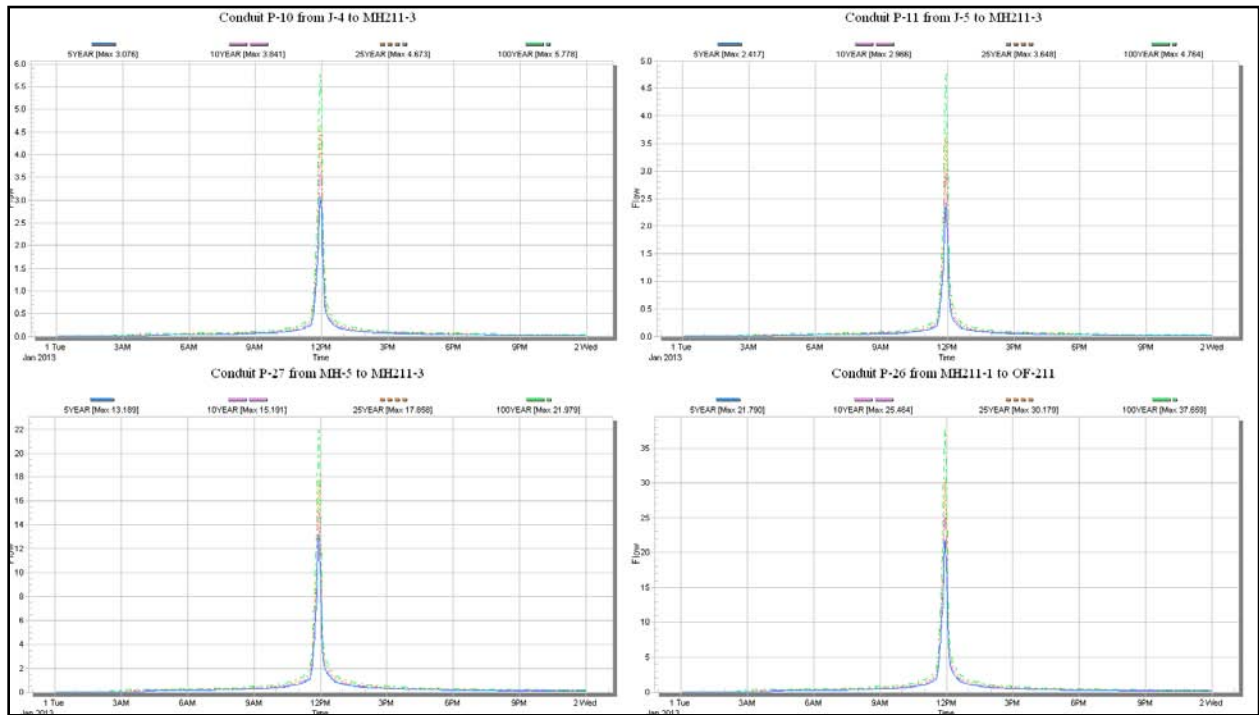 Conduit P-10 from J-4 to MH211-3
5YEAR [Max 3.076] 10YEAR [Max 3.841] 25YEAR [Max 4.673] 100YEAR [Max 5.778]
6.0
5.5
5.0
4.5
4.0
3.5
3.0
2.5
2.0
1.5
1.0
0.5
0.0
Flow
1 Tue 3AM 6AM 9AM 12PM 3PM 6PM 9PM 2 Wed
Jan 2013 Time
Conduit P-11 from J-5 to MH211-3
5YEAR [Max 2.417] 10YEAR [Max 2.966] 25YEAR [Max 3.648] 100YEAR [Max 4.764]
5.0
4.5
4.0
3.5
3.0
2.5
2.0
1.5
1.0
0.5
0.0
Flow
1 Tue 3AM 6AM 9AM 12PM 3PM 6PM 9PM 2 Wed
Jan 2013 Time
Conduit P-27 from MH-5 to MH211-3
5YEAR [Max 13.189] 10YEAR [Max 15.191] 25YEAR [Max 17.858] 100YEAR [Max 21.979]
22
20
18
16
14
12
10
8
6
4
2
0
Flow
1 Tue 3AM 6AM 9AM 12PM 3PM 6PM 9PM 2 Wed
Jan 2013 Time
Conduit P-26 from MH211-1 to OF-211
5YEAR [Max 21.790] 10YEAR [Max 25.464] 25YEAR [Max 30.179] 100YEAR [Max 37.559]
35
30
25
20
15
10
5
0
Flow
1 Tue 3AM 6AM 9AM 12PM 3PM 6PM 9PM 2 Wed
Jan 2013 Time